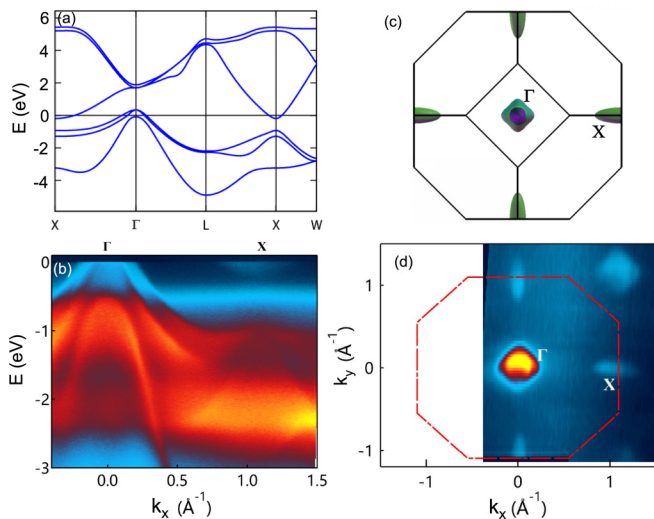 (a)
E (eV)
6
4
2
0
-2
-4
X Γ L X W
(c)
Γ
X
Γ X
(b)
E (eV)
0
-1
-2
-3
0.0 0.5 1.0 1.5
kx (Å-1)
(d)
ky (Å-1)
1
0
-1
Γ
X
-1 0 1
kx (Å-1)